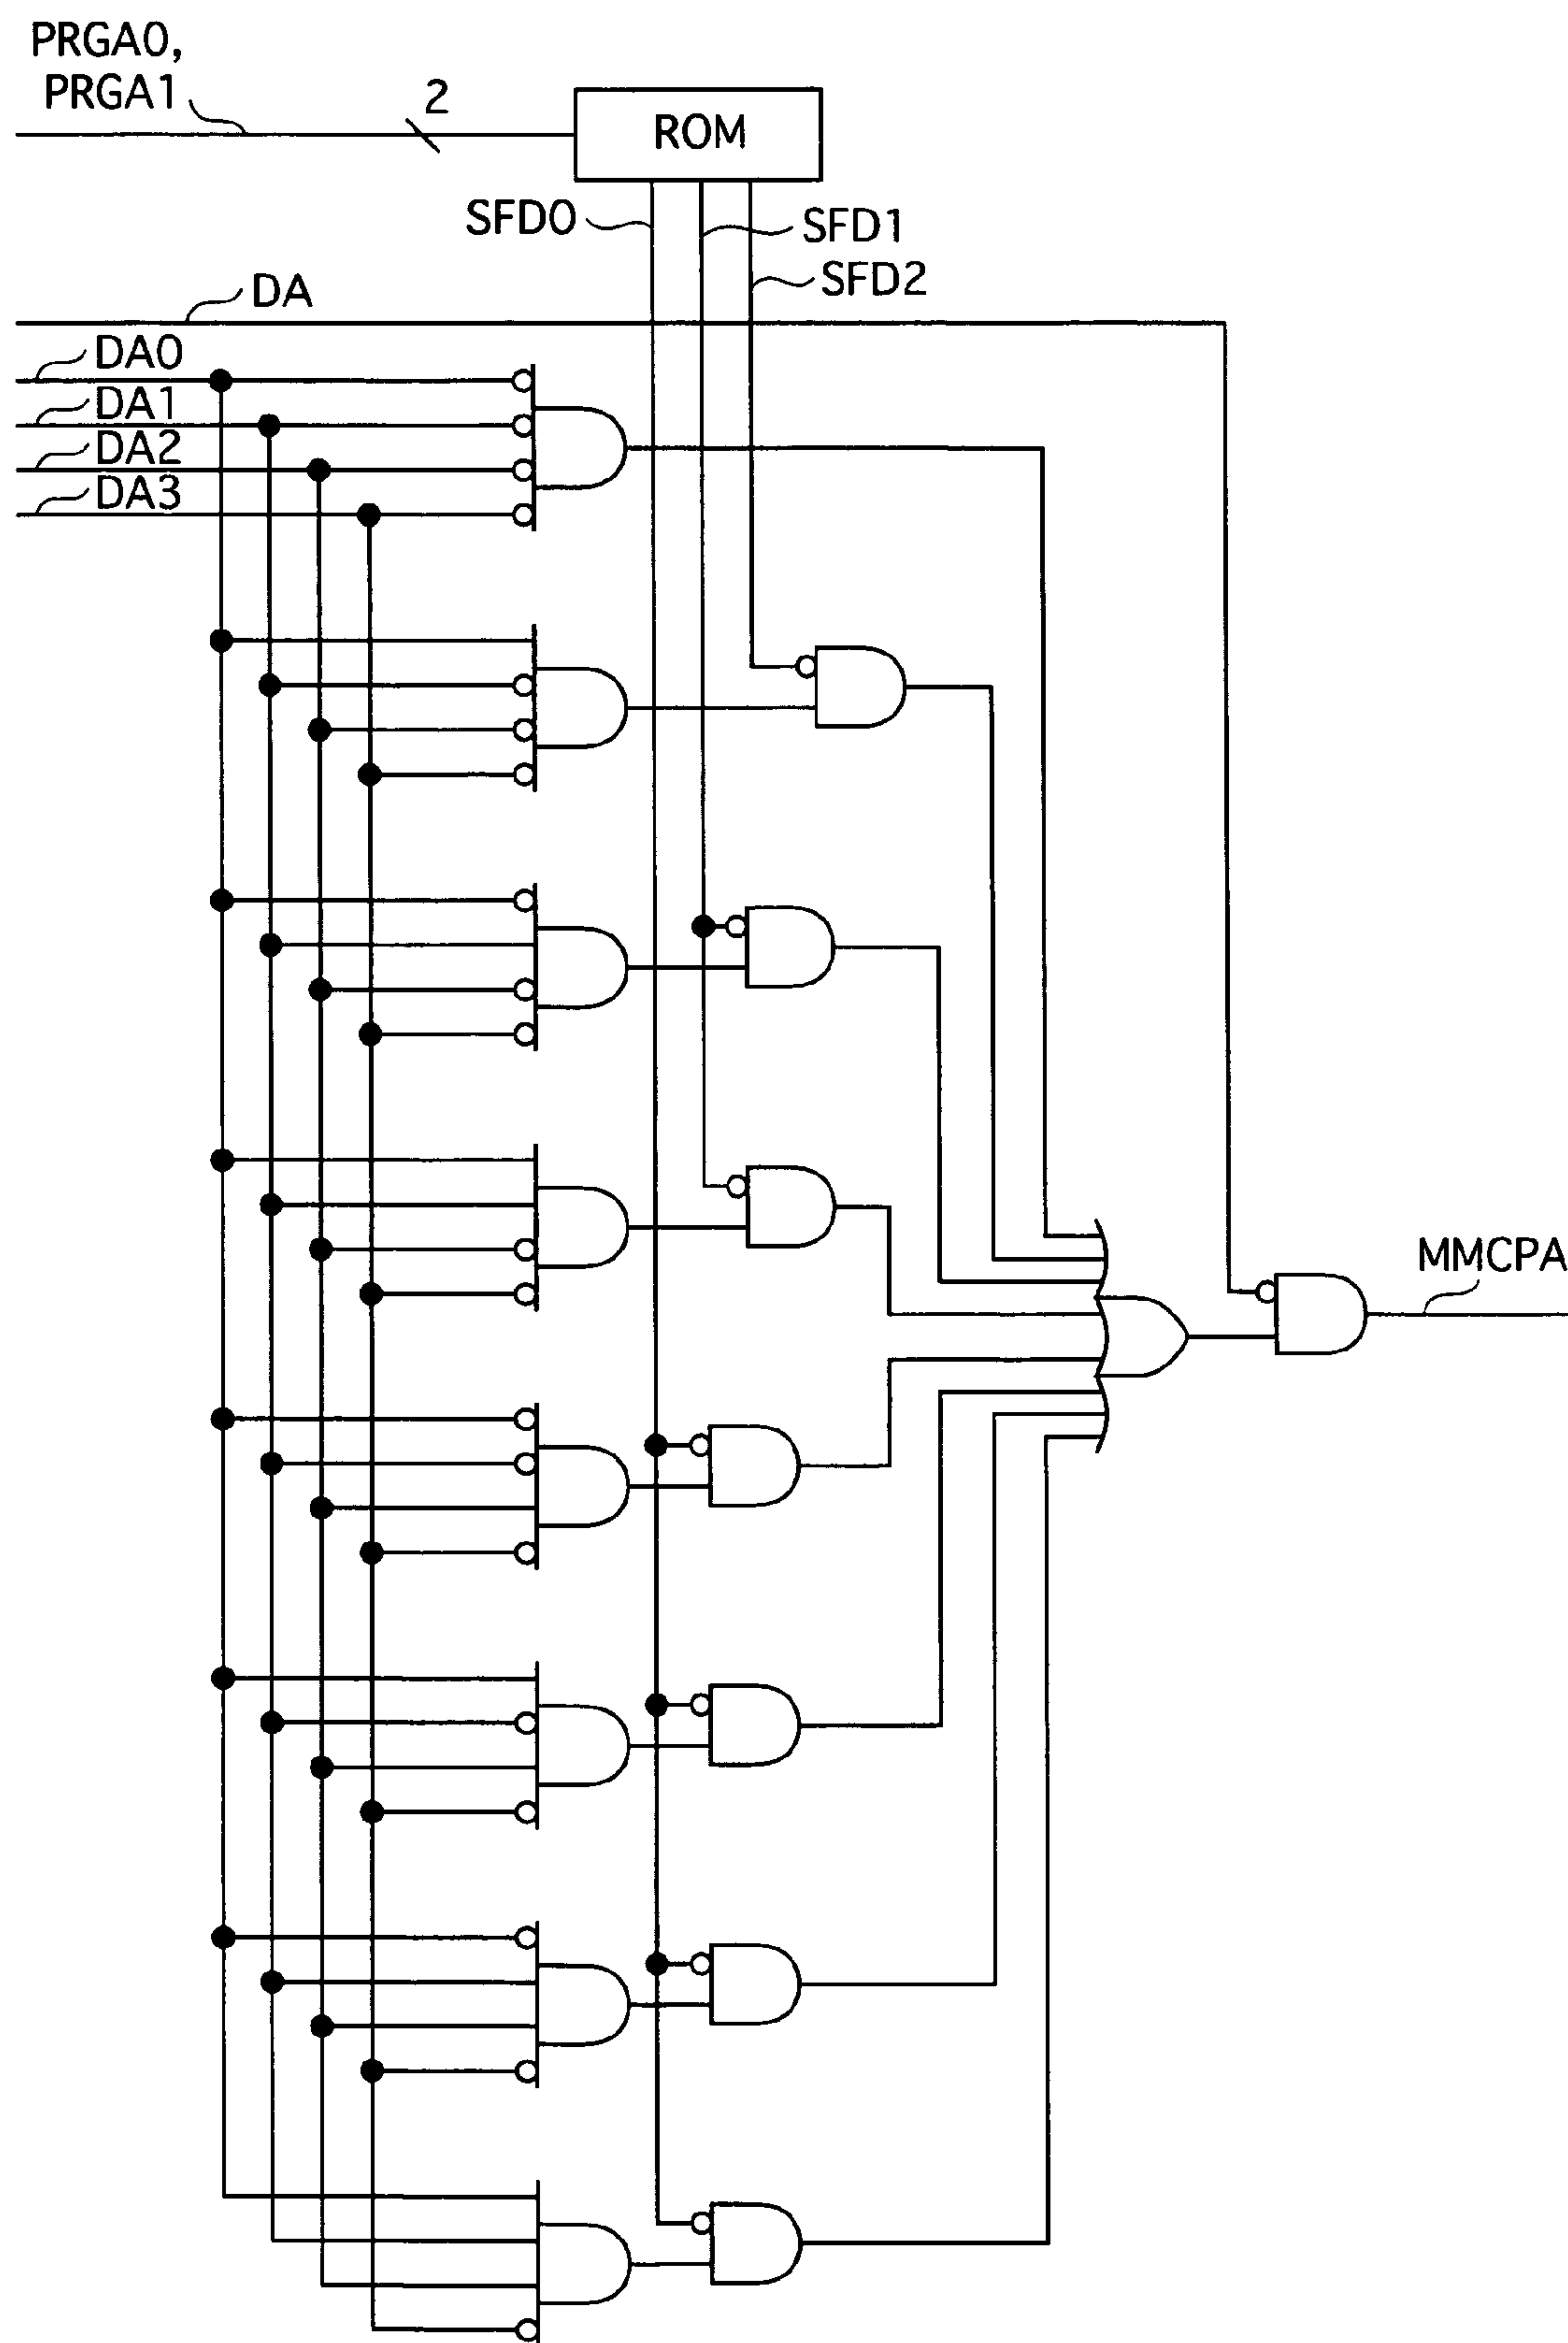 PRGA0,
PRGA1
2
ROM
SFD0
SFD1
SFD2
DA
DA0
DA1
DA2
DA3
MMCPA